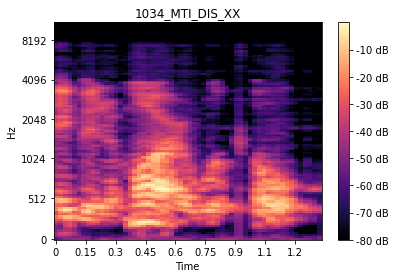 1034_MTI_DIS_XX
8192
4096
2048
1024
512
0
Hz
0 0.15 0.3 0.45 0.6 0.75 0.9 1.1 1.2
Time
-10 dB
-20 dB
-30 dB
-40 dB
-50 dB
-60 dB
-70 dB
-80 dB